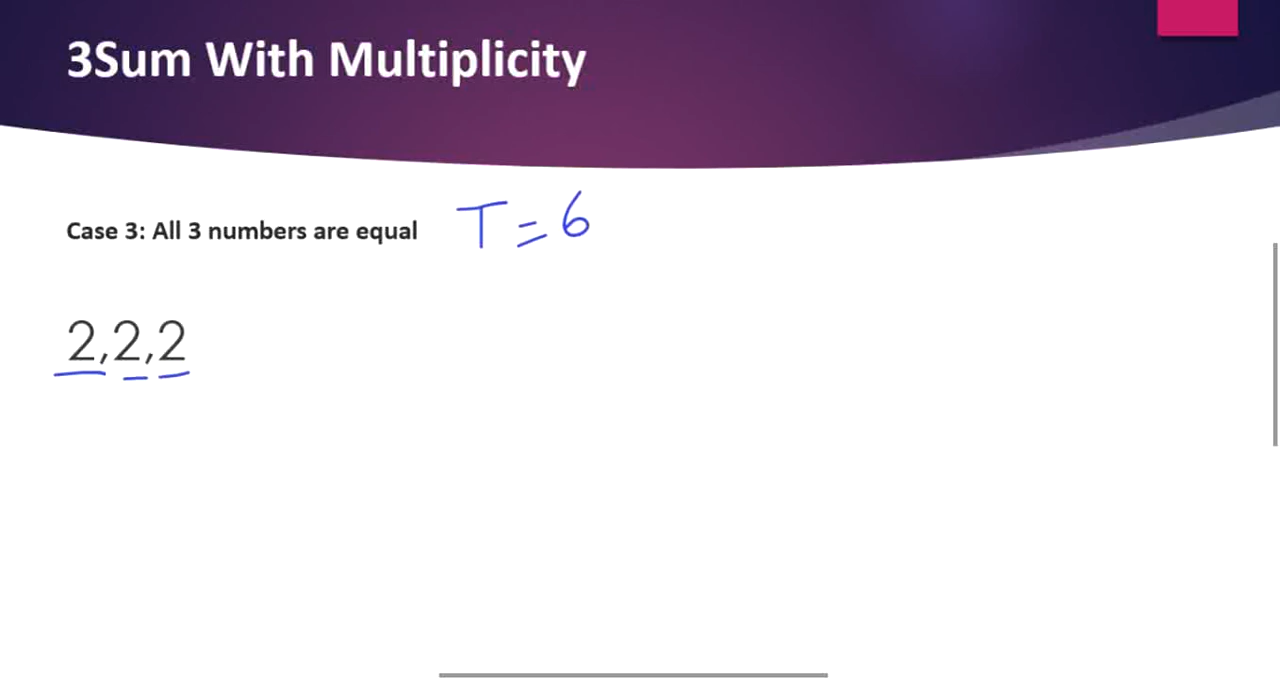 3Sum With Multiplicity
Case 3: All 3 numbers are equal T = 6
2,2,2